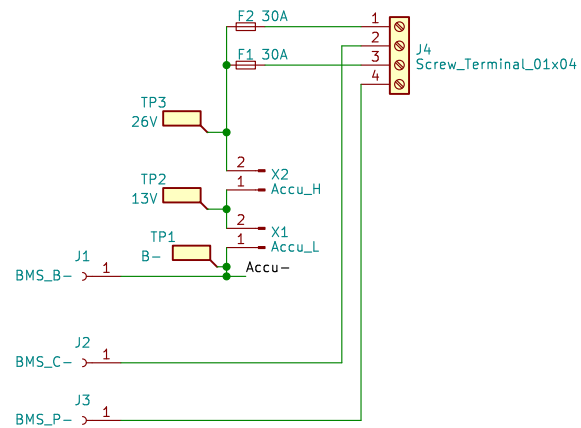 F2 30A
1
2
J4
F1 30A
3
Screw_Terminal_01x04
4
TP3
26V
2
X2
TP2
1
Accu_H
13V
2
X1
TP1
1
Accu_L
B-
J1
Accu-
BMS_B-
1
J2
BMS_C-
1
J3
BMS_P-
1